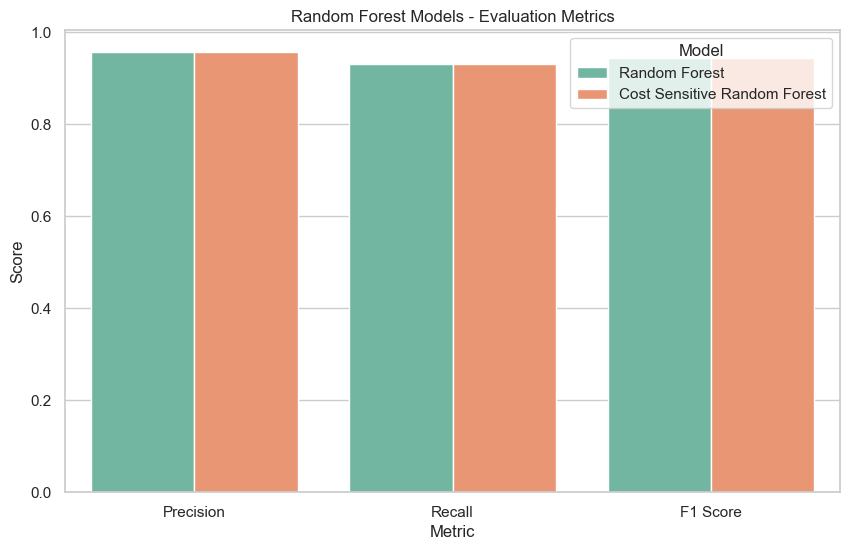 Random Forest Models - Evaluation Metrics
Model
Random Forest
Cost Sensitive Random Forest
Score
1.0
0.8
0.6
0.4
0.2
0.0
Precision
Recall
F1 Score
Metric